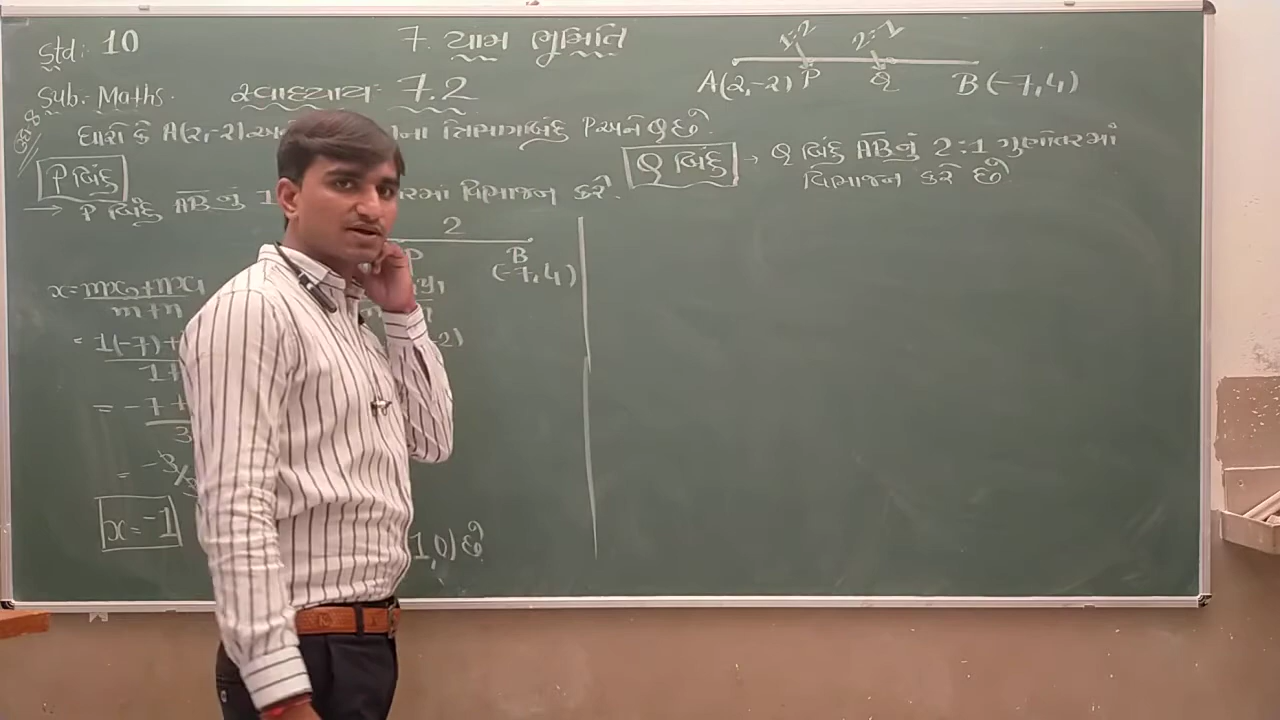 Std: 10
7. યામ ભૂમિતિ
1:2 2:1
Sub:- Maths.
સ્વાધ્યાય: 7.2
A(2,-2) P Q B(-7,4)
ધારો કે A(2,-2) અને ના ત્રિભાગબિંદુ P અને Q છે.
P બિંદુ
Q બિંદુ → Q બિંદુ AB નું 2:1 ગુણોત્તરમાં
વિભાજન કરે છે.
→ P બિંદુ AB નું 1 રમાં વિભાજન કરે.
2
P B
(-7,4)
x = mx2+nx1
m+n
= 1(-7)+ -2)
1+
= -7+
3
= -3/3
x = -1
1,0) છે